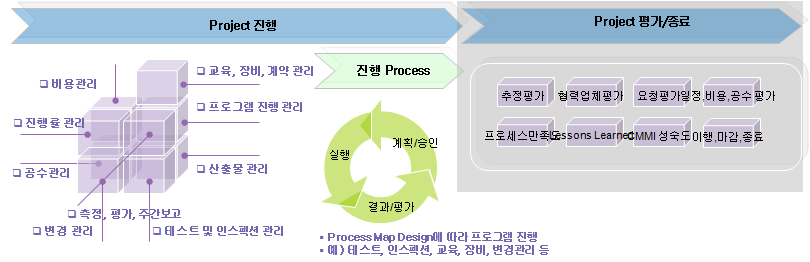 Project 진행
Project 평가/종료
❑ 비용관리
❑ 교육, 장비, 계약 관리
❑ 진행률 관리
❑ 프로그램 진행 관리
❑ 공수관리
❑ 산출물 관리
❑ 측정, 평가, 주간보고
❑ 변경 관리
❑ 테스트 및 인스펙션 관리
진행 Process
실행
계획/승인
결과/평가
▪ Process Map Design에 따라 프로그램 진행
▪ 예) 테스트, 인스펙션, 교육, 장비, 변경관리 등
추정평가
협력업체평가
요청평가
일정,비용,공수 평가
프로세스만족도
Lessons Learned
CMMI 성숙도
이행,마감,종료